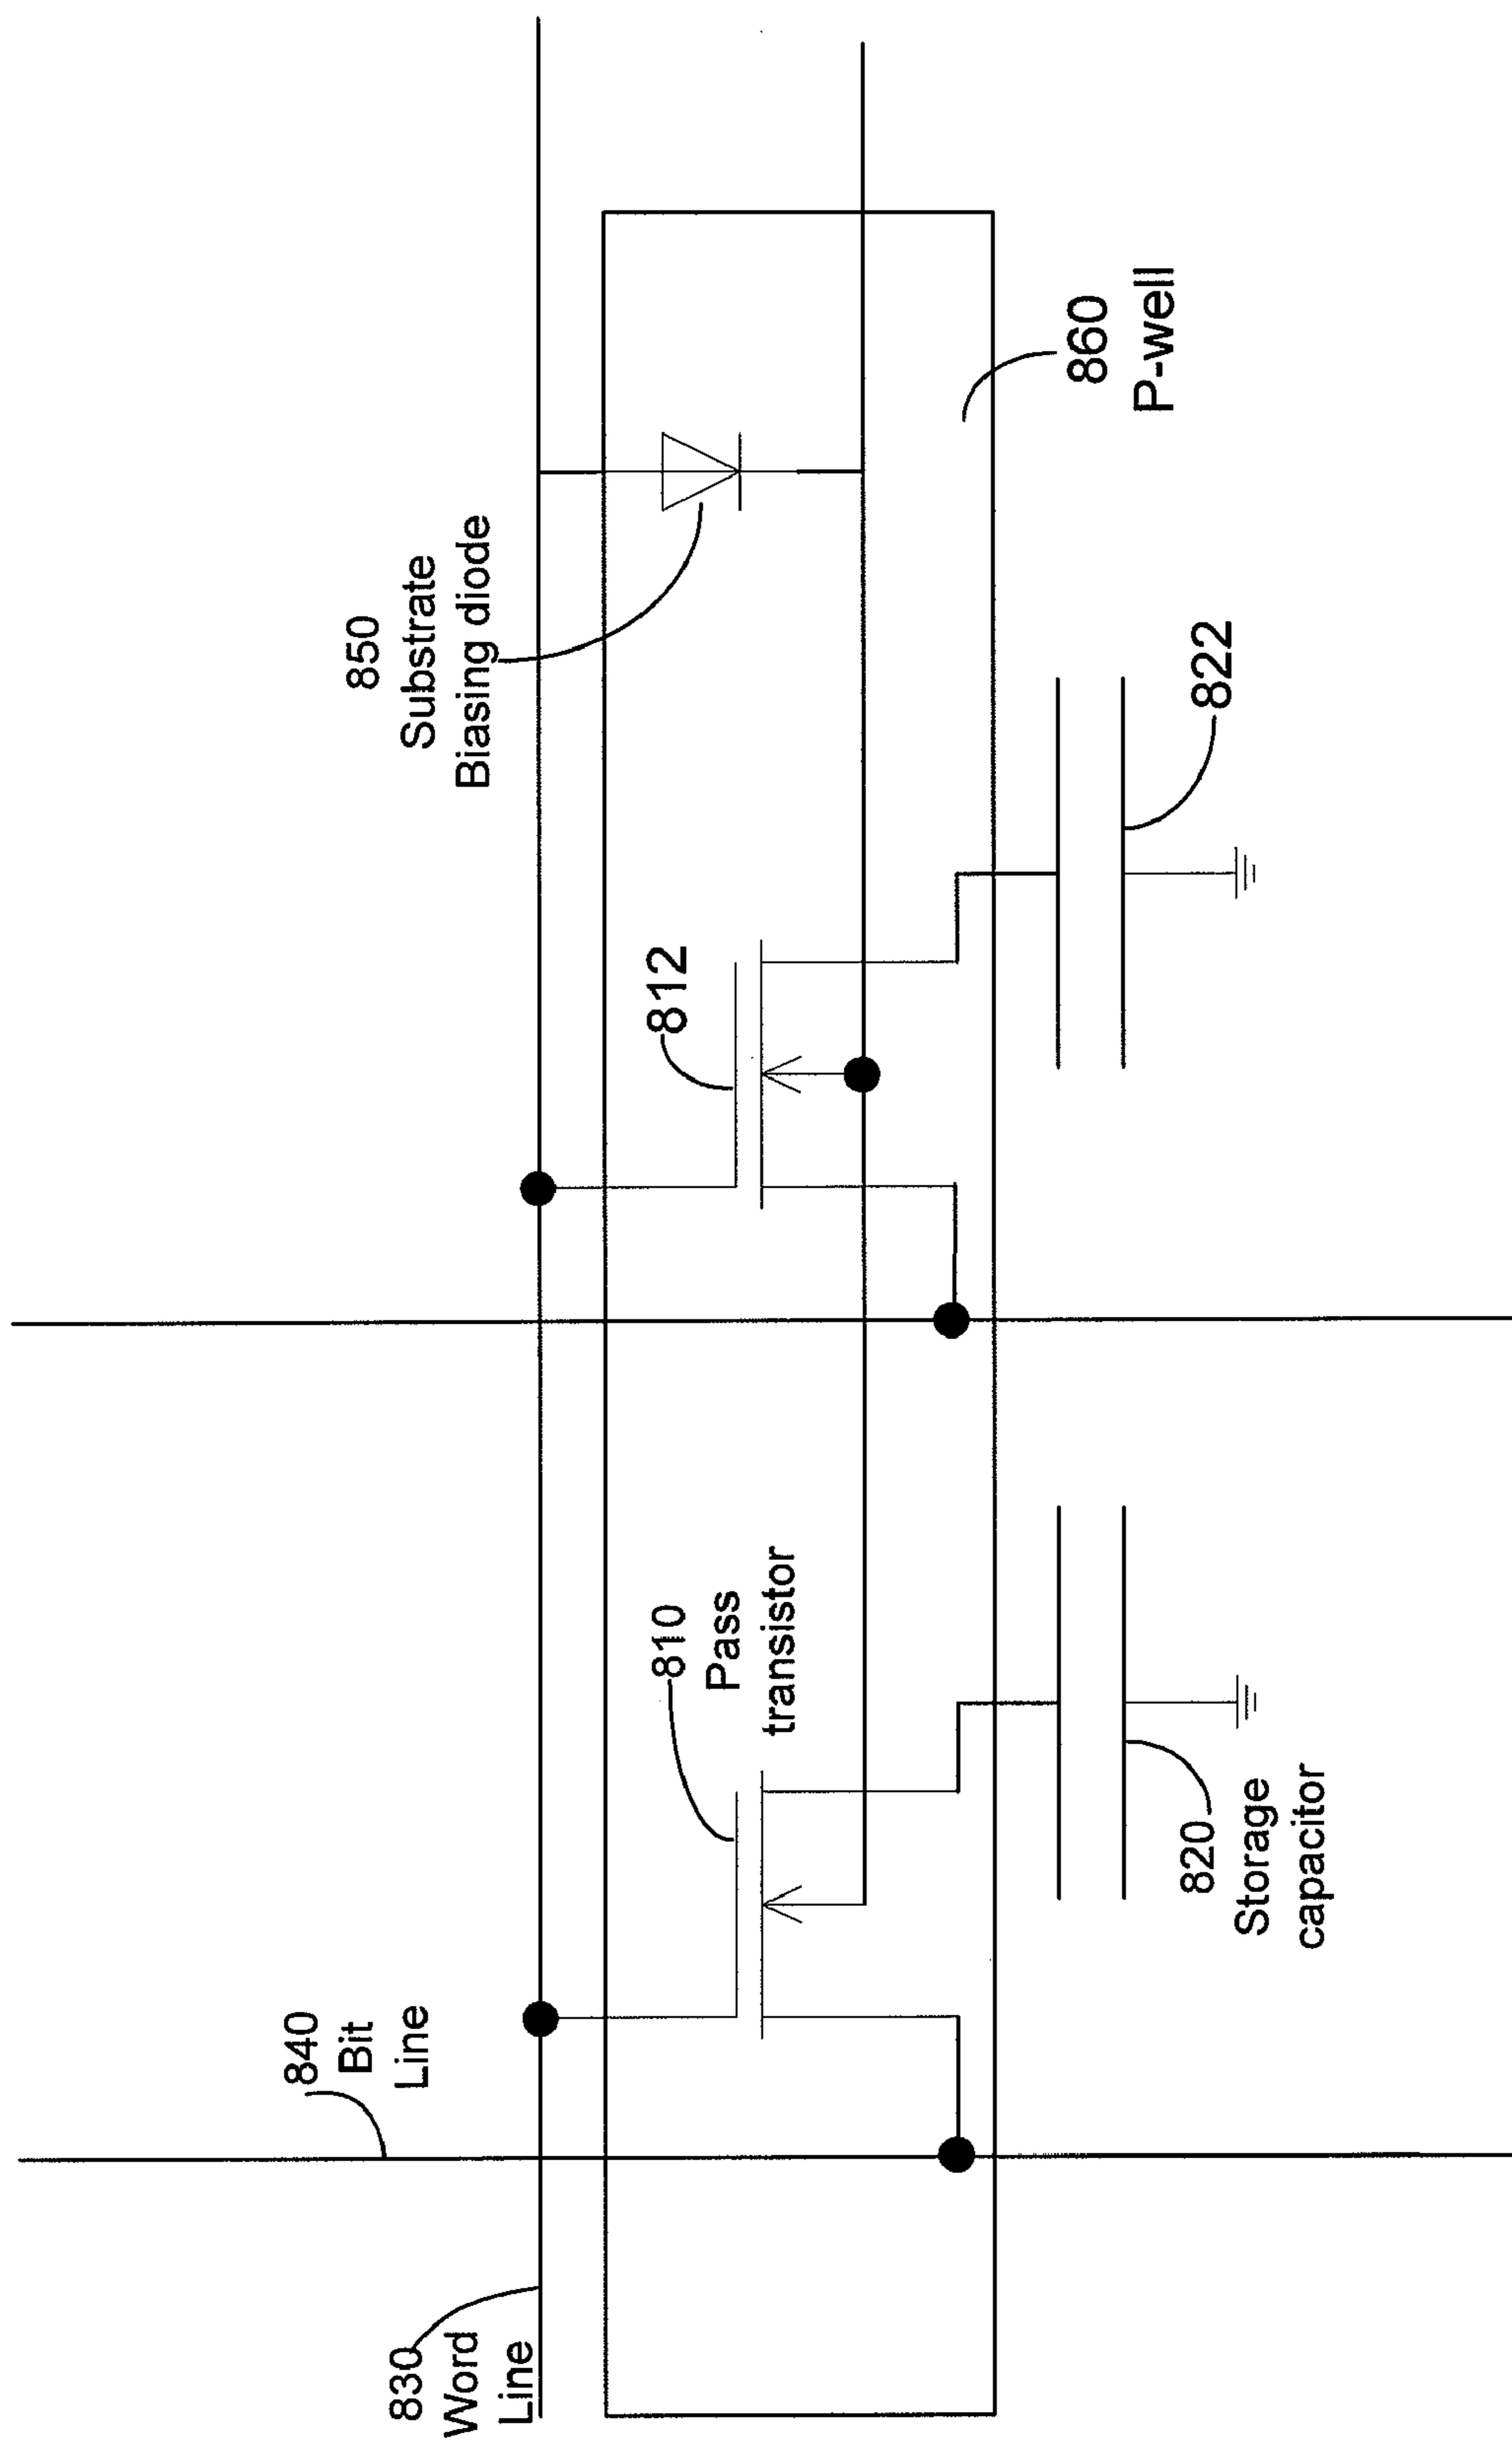 830
Word
Line
840
Bit
Line
810
Pass
transistor
820
Storage
capacitor
812
822
850
Substrate
Biasing diode
860
P-well